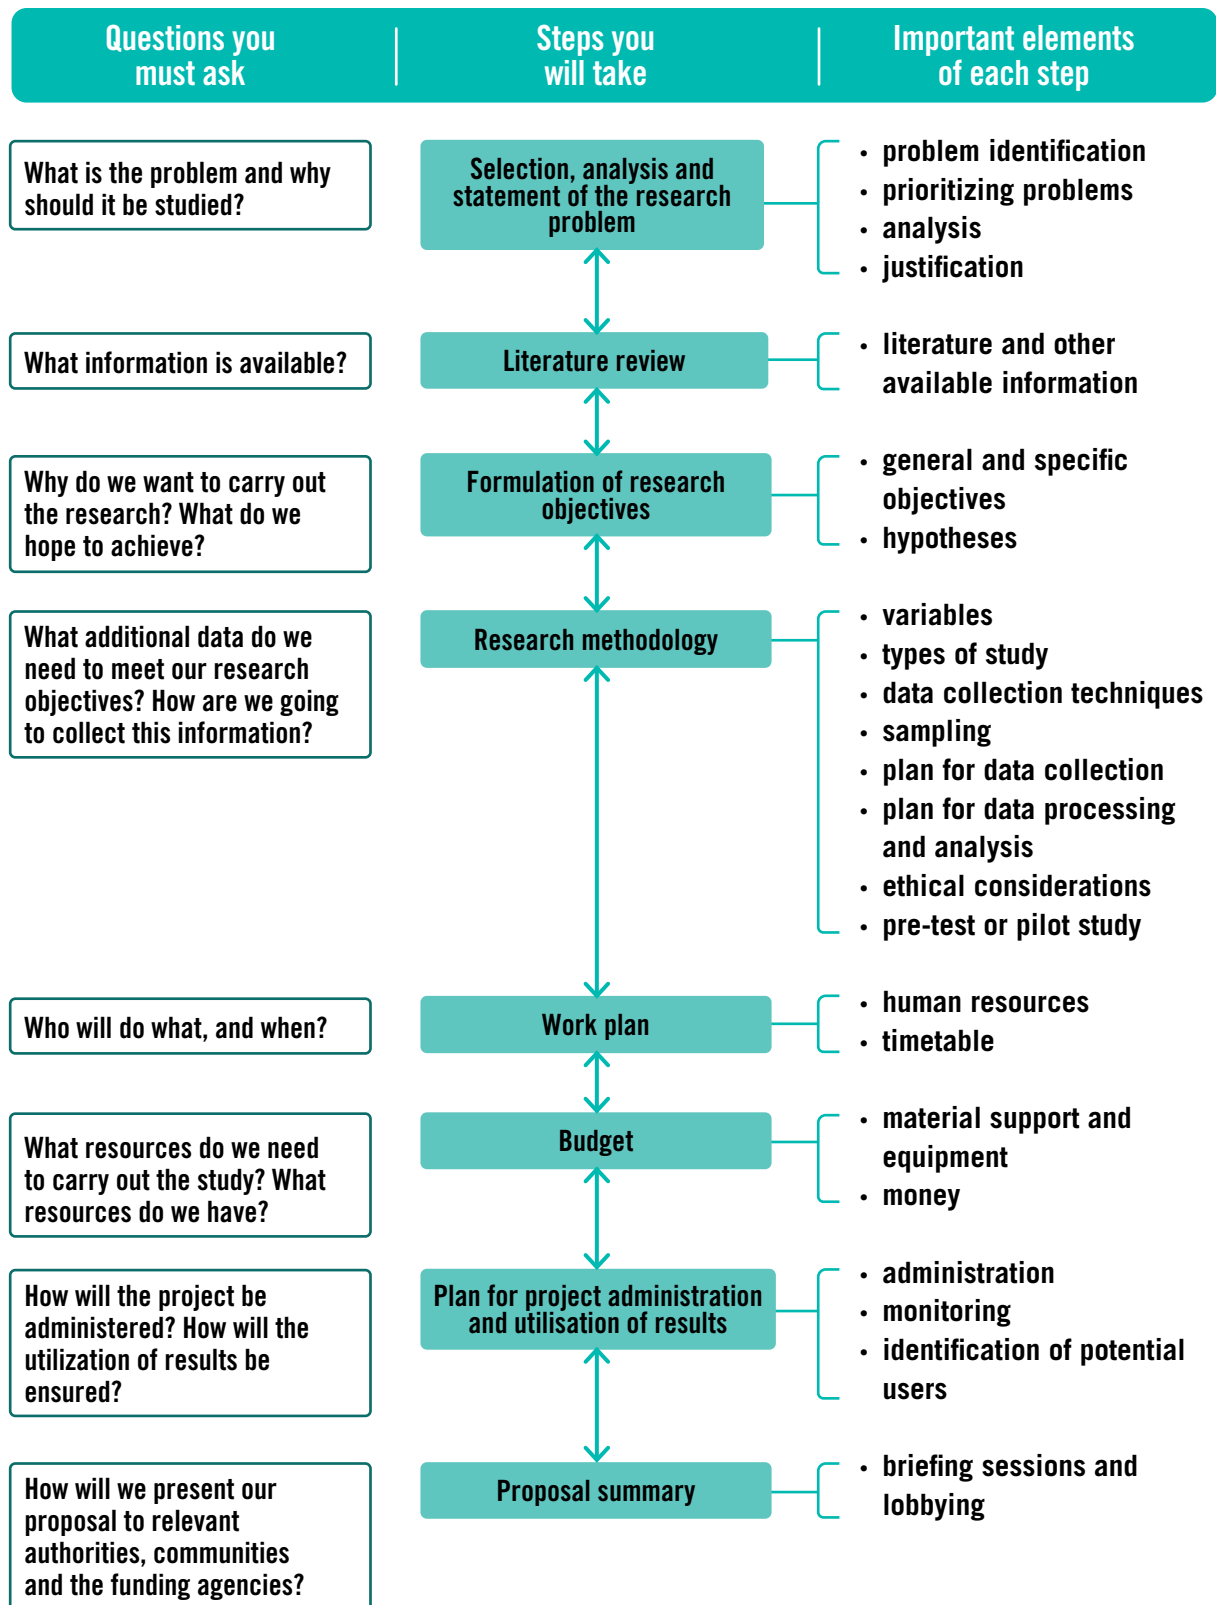 Questions you
must ask
Steps you
will take
Important elements
of each step
What is the problem and why
should it be studied?
Selection, analysis and
statement of the research
problem
• problem identification
• prioritizing problems
• analysis
• justification
What information is available?
Literature review
• literature and other
available information
Why do we want to carry out
the research? What do we
hope to achieve?
Formulation of research
objectives
• general and specific
objectives
• hypotheses
What additional data do we
need to meet our research
objectives? How are we going
to collect this information?
Research methodology
• variables
• types of study
• data collection techniques
• sampling
• plan for data collection
• plan for data processing
and analysis
• ethical considerations
• pre-test or pilot study
Who will do what, and when?
Work plan
• human resources
• timetable
What resources do we need
to carry out the study? What
resources do we have?
Budget
• material support and
equipment
• money
How will the project be
administered? How will the
utilization of results be
ensured?
Plan for project administration
and utilisation of results
• administration
• monitoring
• identification of potential
users
How will we present our
proposal to relevant
authorities, communities
and the funding agencies?
Proposal summary
• briefing sessions and
lobbying